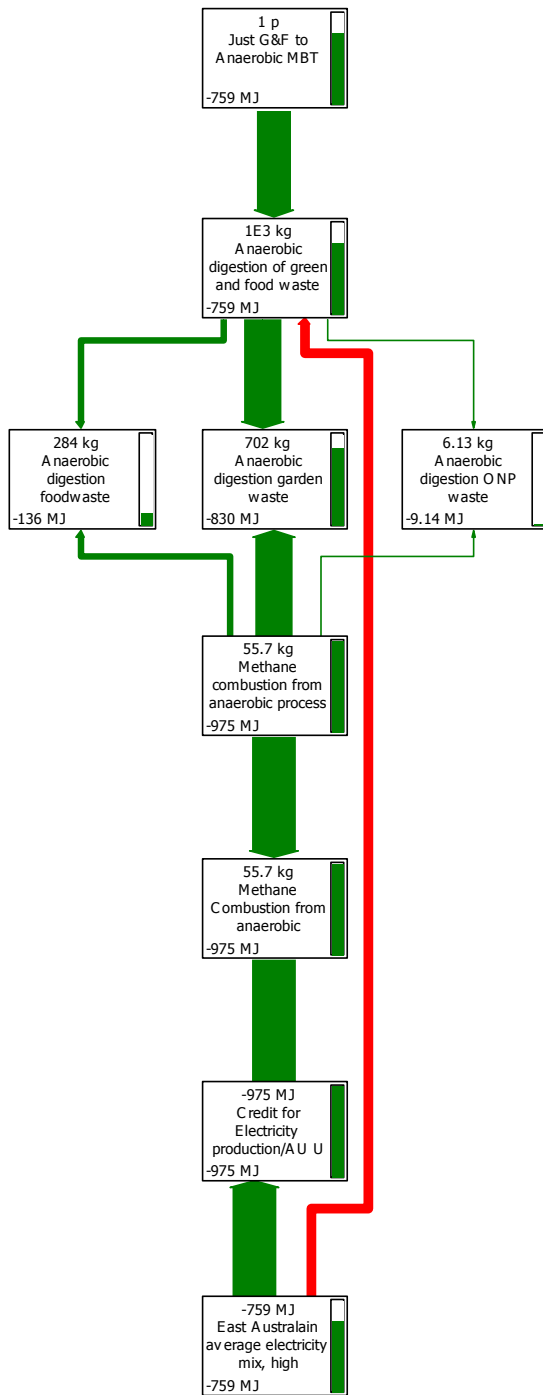 1 p
Just G&F to
Anaerobic MBT
-759 MJ
1E3 kg
Anaerobic
digestion of green
and food waste
-759 MJ
284 kg
Anaerobic
digestion
foodwaste
-136 MJ
702 kg
Anaerobic
digestion garden
waste
-830 MJ
6.13 kg
Anaerobic
digestion ONP
waste
-9.14 MJ
55.7 kg
Methane
combustion from
anaerobic process
-975 MJ
55.7 kg
Methane
Combustion from
anaerobic
-975 MJ
-975 MJ
Credit for
Electricity
production/AU U
-975 MJ
-759 MJ
East Australain
average electricity
mix, high
-759 MJ